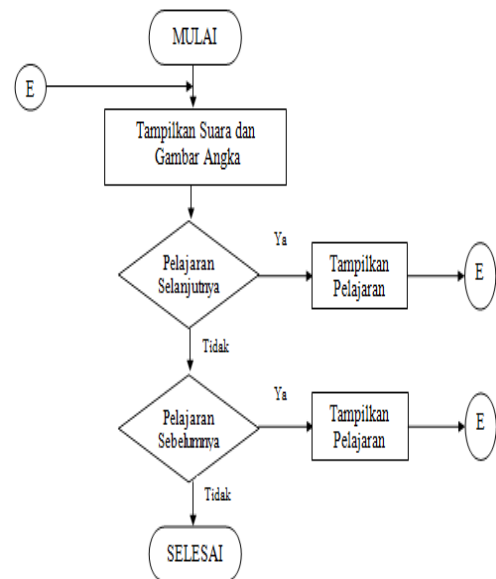 MULAI
E
Tampilkan Suara dan
Gambar Angka
Pelajaran
Selanjutnya
Ya
Tampilkan
Pelajaran
E
Tidak
Pelajaran
Sebelumnya
Ya
Tampilkan
Pelajaran
E
Tidak
SELESAI